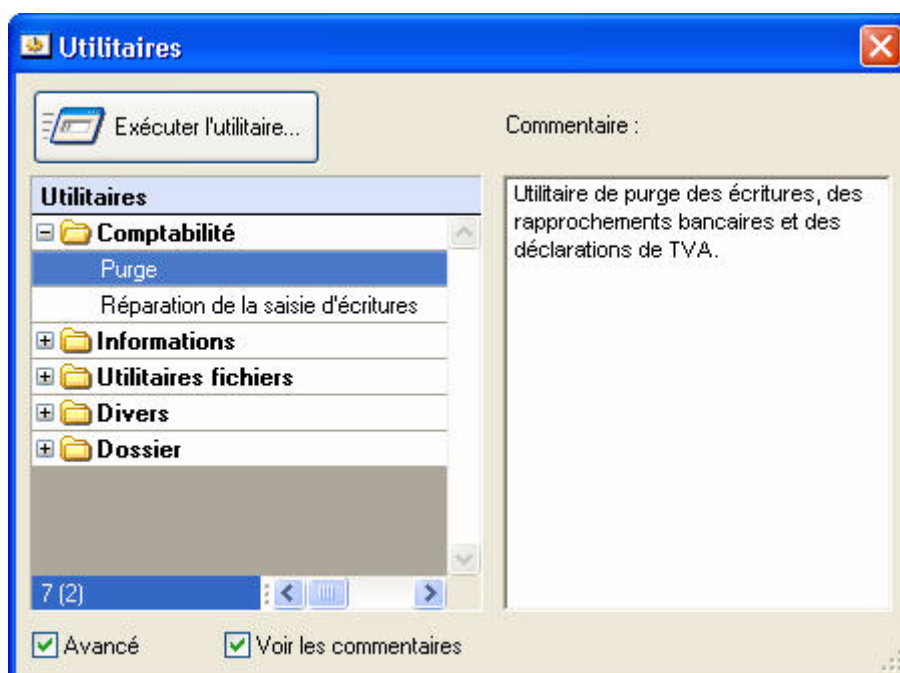 Utilitaires
Exécuter l'utilitaire...
Commentaire :
Utilitaires
Comptabilité
Purge
Réparation de la saisie d'écritures
Informations
Utilitaires fichiers
Divers
Dossier
7 (2)
Utilitaire de purge des écritures, des
rapprochements bancaires et des
déclarations de TVA.
Avancé
Voir les commentaires